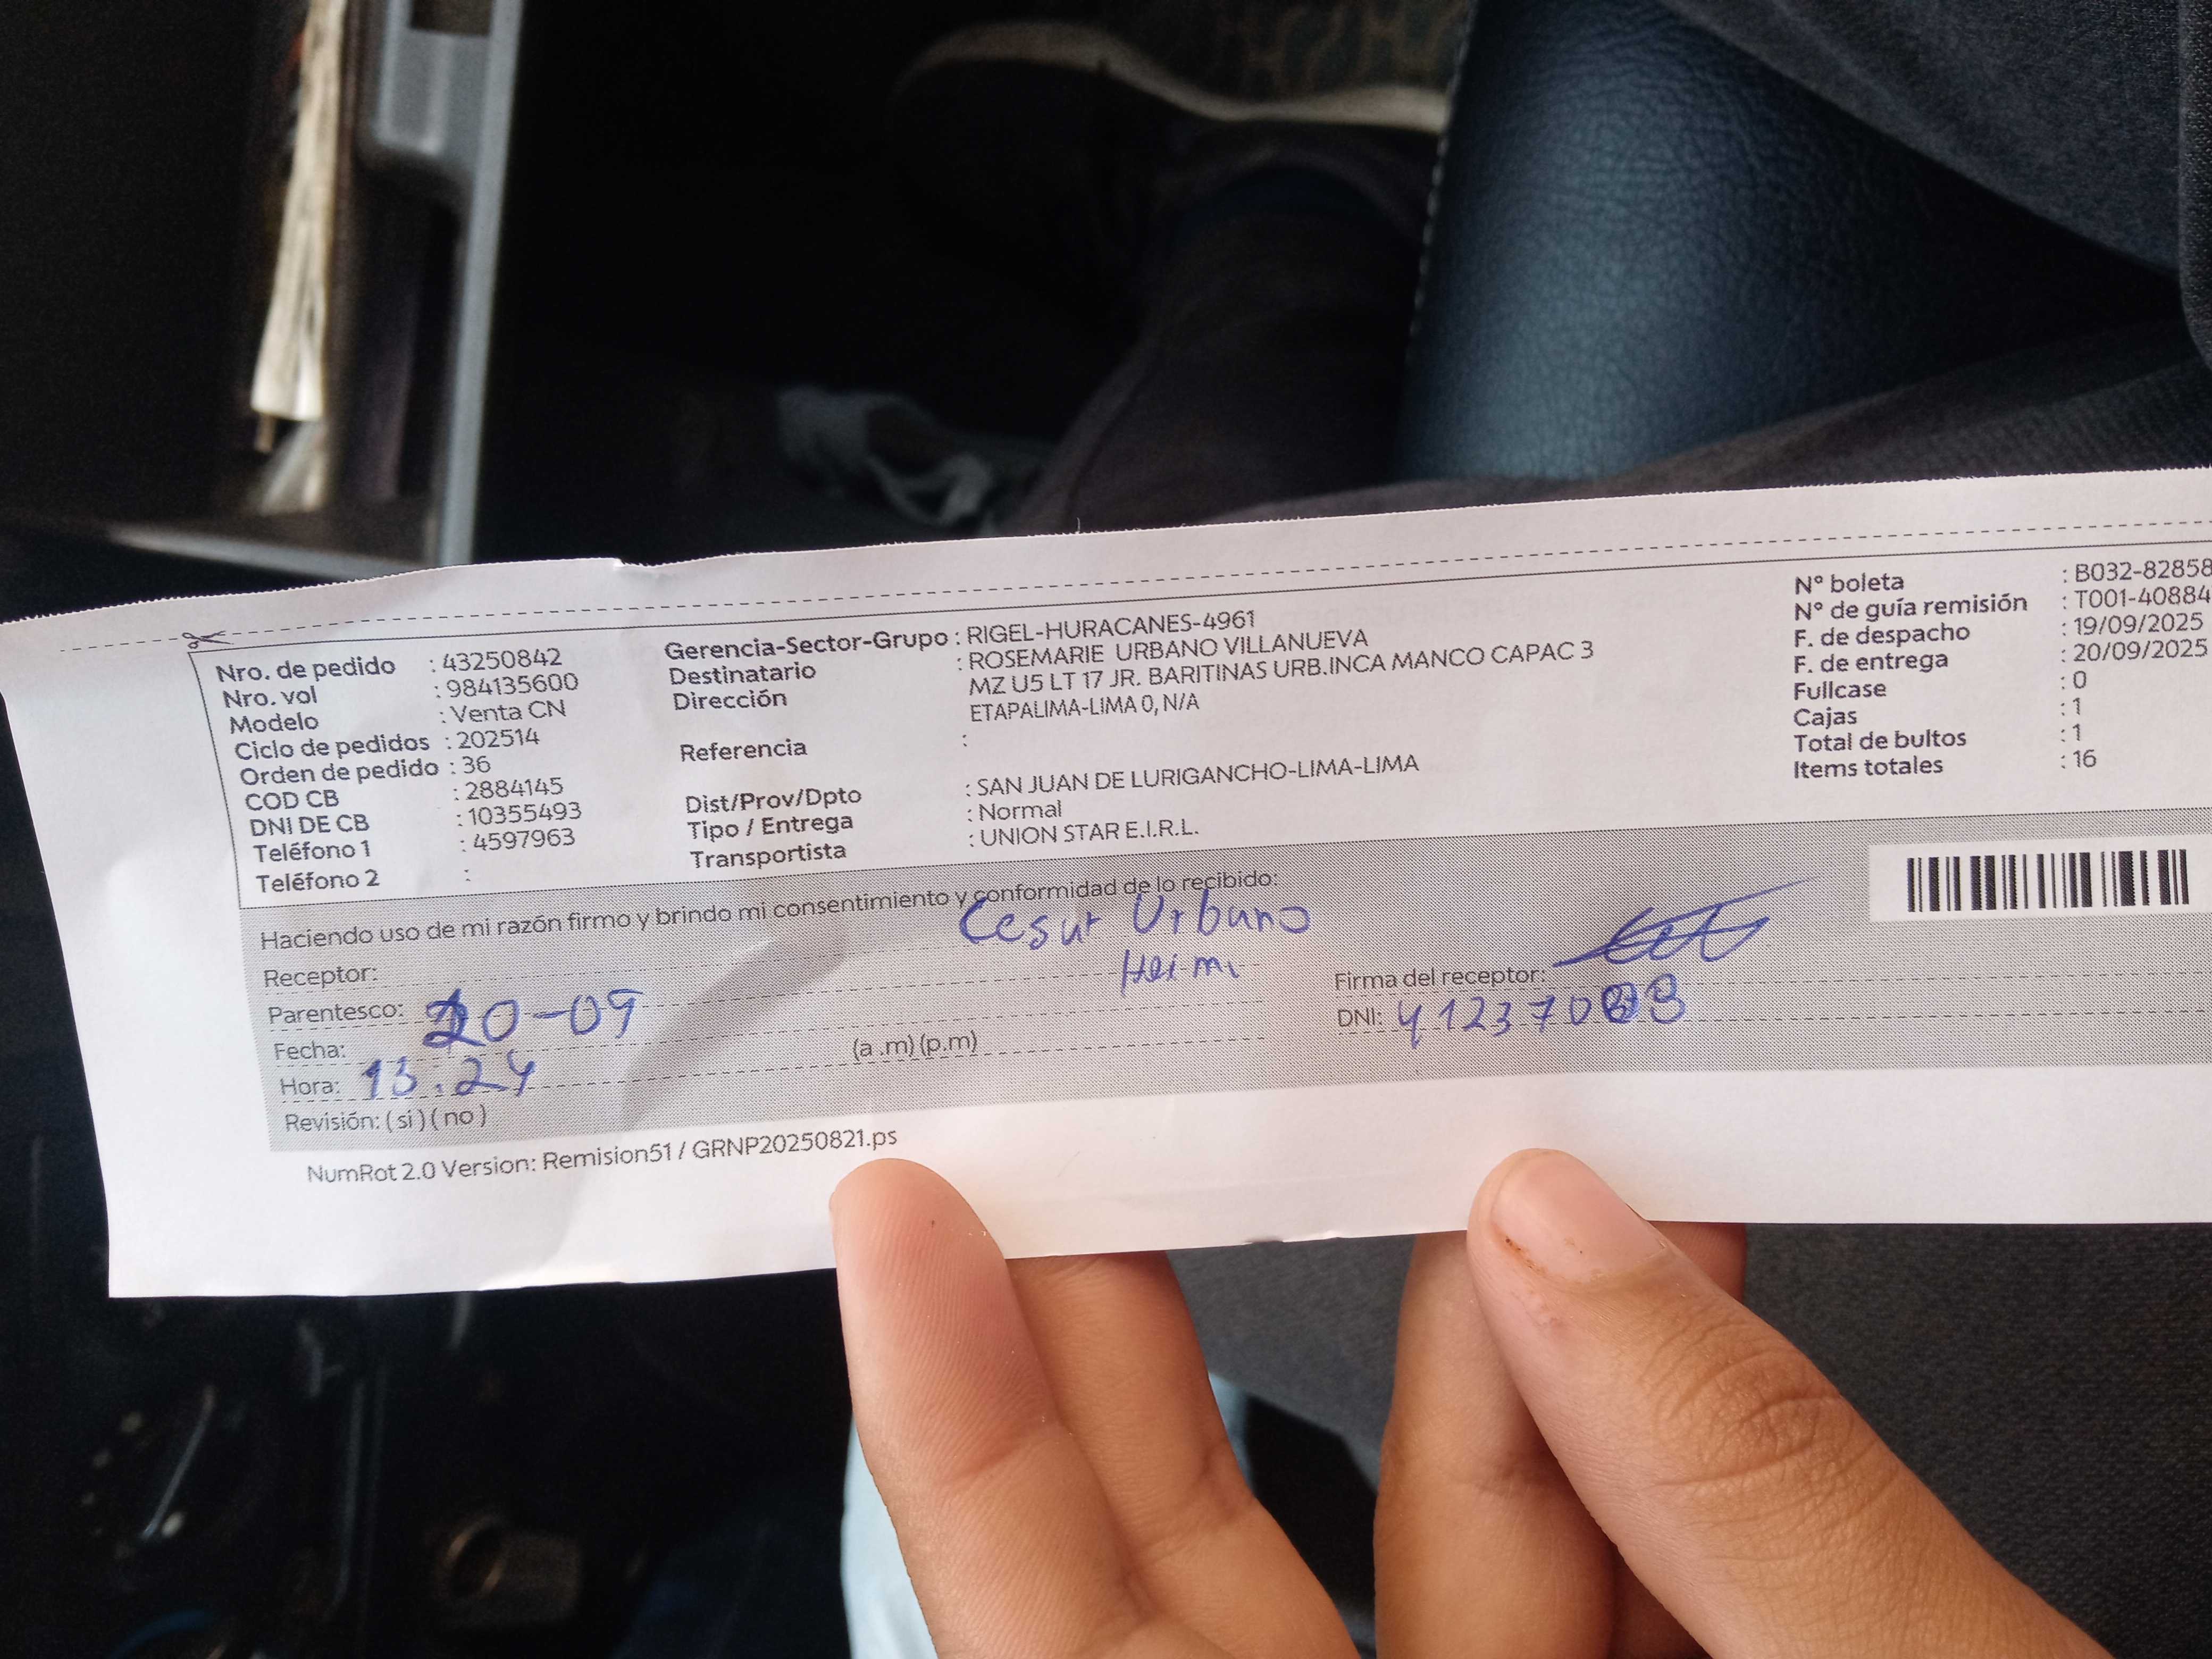 Nro. de pedido : 43250842
Nro. vol : 984135600
Modelo : Venta CN
Ciclo de pedidos : 202514
Orden de pedido : 36
COD CB : 2884145
DNI DE CB : 10355493
Teléfono 1 : 4597963
Teléfono 2 :
Gerencia-Sector-Grupo : RIGEL-HURACANES-4961
Destinatario : ROSEMARIE URBANO VILLANUEVA
Dirección MZ U5 LT 17 JR. BARITINAS URB.INCA MANCO CAPAC 3
ETAPALIMA-LIMA 0, N/A
Referencia :
Dist/Prov/Dpto : SAN JUAN DE LURIGANCHO-LIMA-LIMA
Tipo / Entrega : Normal
Transportista : UNION STAR E.I.R.L.
N° boleta : B032-82858
N° de guía remisión : T001-40884
F. de despacho : 19/09/2025
F. de entrega : 20/09/2025
Fullcase : 0
Cajas : 1
Total de bultos : 1
Items totales : 16
Haciendo uso de mi razón firmo y brindo mi consentimiento y conformidad de lo recibido:
Receptor: Cesar Urbano
Parentesco:
Fecha: 20-09
Hora: 13:24 (a .m) (p.m)
Revisión: ( si ) ( no )
Firma del receptor:
DNI:
NumRot 2.0 Version: Remision51 / GRNP20250821.ps